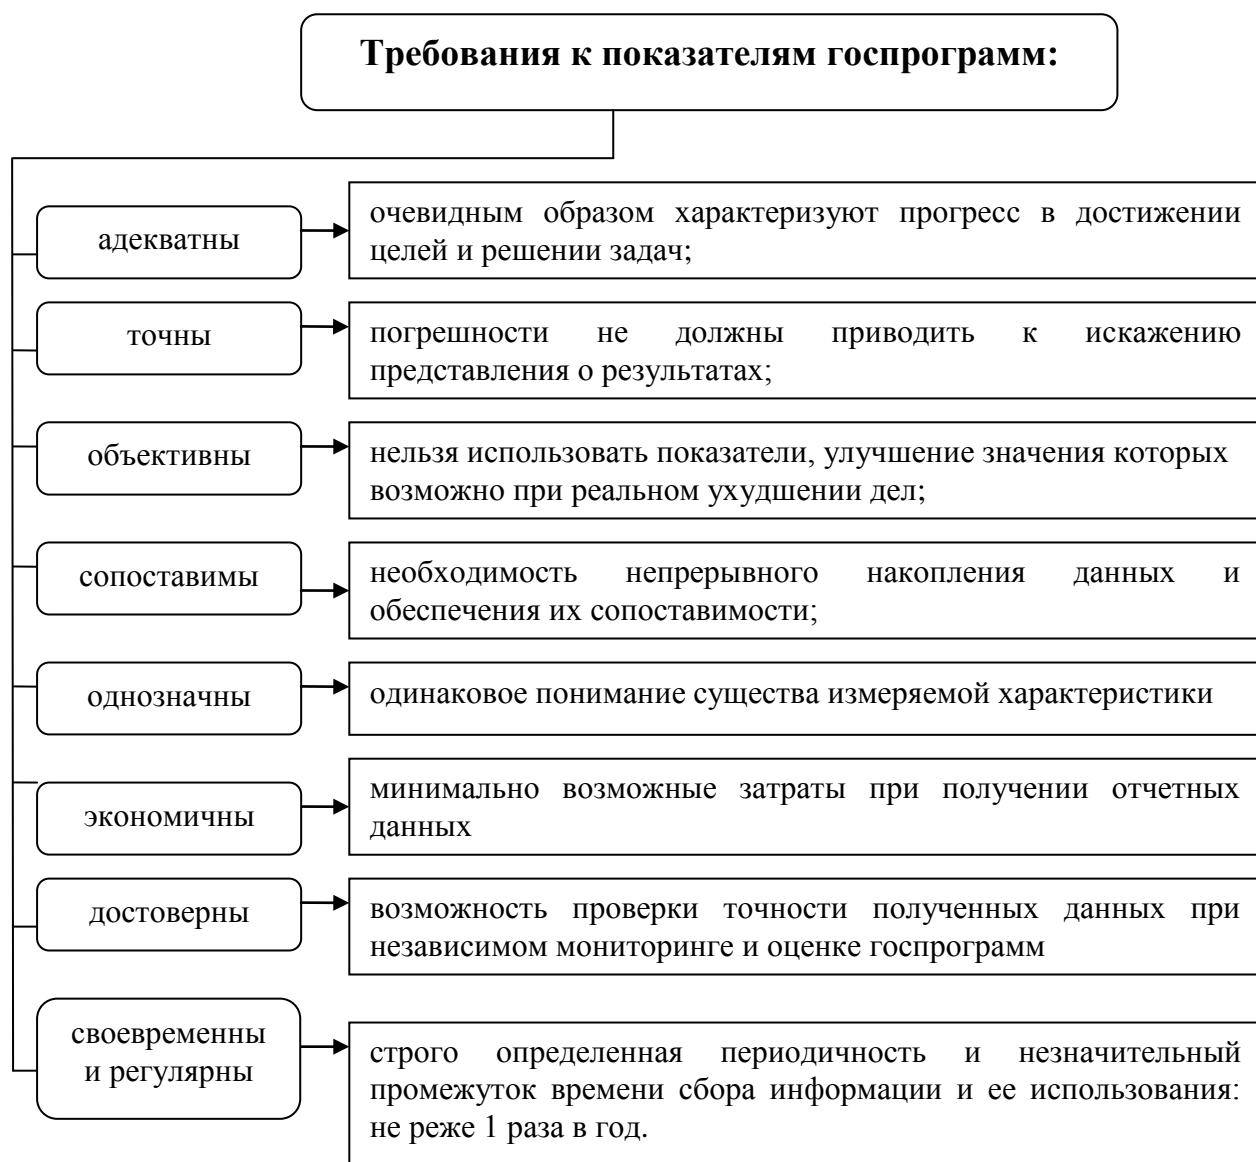 Требования к показателям госпрограмм:
адекватны
очевидным образом характеризуют прогресс в достижении
целей и решении задач;
точны
погрешности не должны приводить к искажению
представления о результатах;
объективны
нельзя использовать показатели, улучшение значения которых
возможно при реальном ухудшении дел;
сопоставимы
необходимость непрерывного накопления данных и
обеспечения их сопоставимости;
однозначны
одинаковое понимание существа измеряемой характеристики
экономичны
минимально возможные затраты при получении отчетных
данных
достоверны
возможность проверки точности полученных данных при
независимом мониторинге и оценке госпрограмм
своевременны
и регулярны
строго определенная периодичность и незначительный
промежуток времени сбора информации и ее использования:
не реже 1 раза в год.